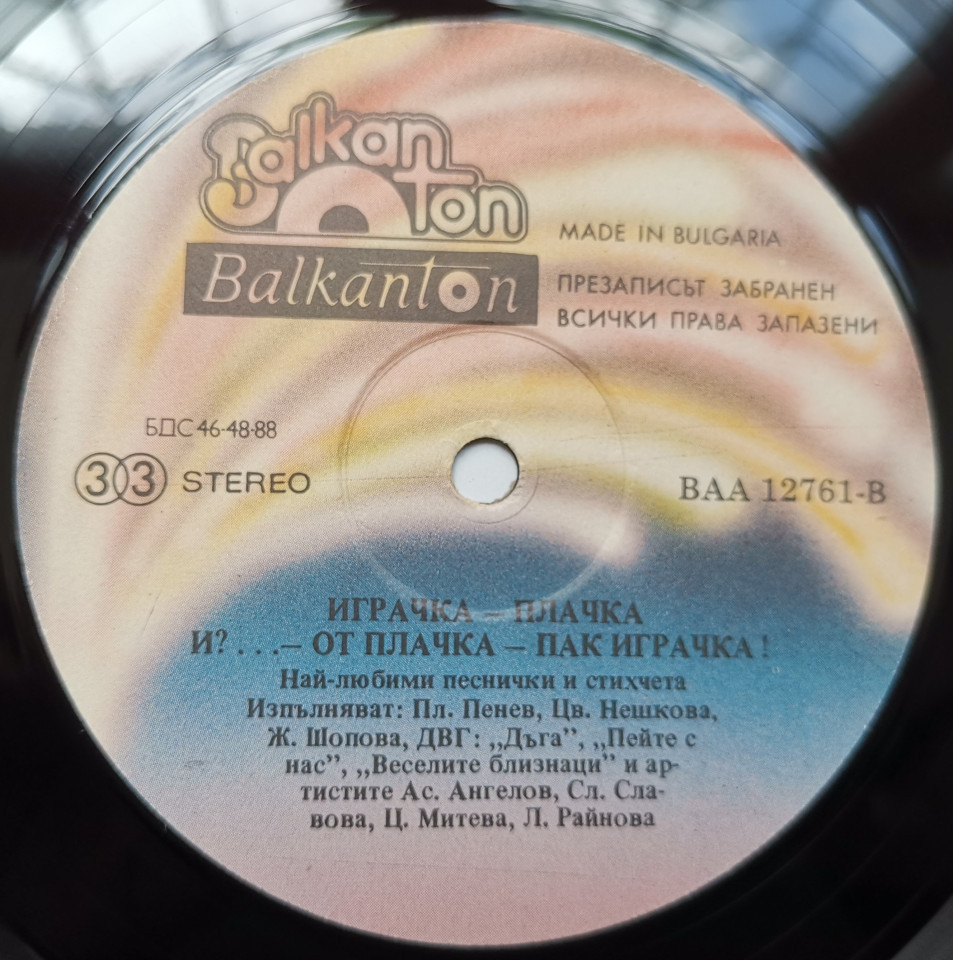 Balkanton
Balkanton
MADE IN BULGARIA
ПРЕЗАПИСЪТ ЗАБРАНЕН
ВСИЧКИ ПРАВА ЗАПАЗЕНИ
БДС 46-48-88
33 STEREO
ВАА 12761-В
ИГРАЧКА – ПЛАЧКА
И? . . .– ОТ ПЛАЧКА – ПАК ИГРАЧКА !
Най-любими песнички и стихчета
Изпълняват: Пл. Пенев, Цв. Нешкова,
Ж. Шопова, ДВГ: „Дъга”, „Пейте с
нас”, „Веселите близнаци” и ар-
тистите Ас. Ангелов, Сл. Сла-
вова, Ц. Митева, Л. Райнова